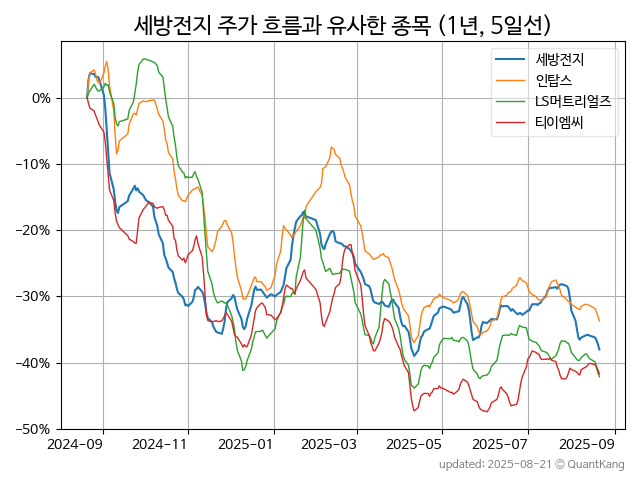 세방전지 주가 흐름과 유사한 종목 (1년, 5일선)
세방전지
인탑스
LS머트리얼즈
티이엠씨
0%
−10%
−20%
−30%
−40%
−50%
2024-09 2024-11 2025-01 2025-03 2025-05 2025-07 2025-09
updated: 2025-08-21 © QuantKang